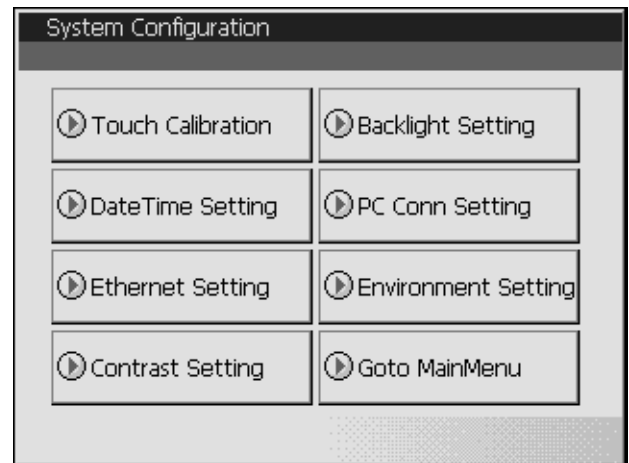 System Configuration
Touch Calibration
Backlight Setting
DateTime Setting
PC Conn Setting
Ethernet Setting
Environment Setting
Contrast Setting
Goto MainMenu